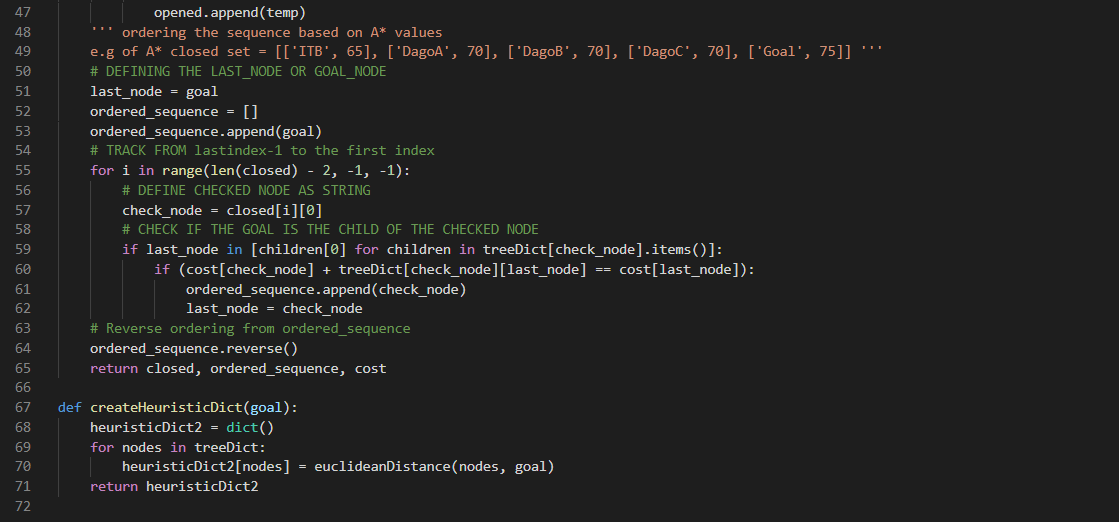 47 opened.append(temp)
48 ''' ordering the sequence based on A* values
49 e.g of A* closed set = [['ITB', 65], ['DagoA', 70], ['DagoB', 70], ['DagoC', 70], ['Goal', 75]] '''
50 # DEFINING THE LAST_NODE OR GOAL_NODE
51 last_node = goal
52 ordered_sequence = []
53 ordered_sequence.append(goal)
54 # TRACK FROM lastindex-1 to the first index
55 for i in range(len(closed) - 2, -1, -1):
56 # DEFINE CHECKED NODE AS STRING
57 check_node = closed[i][0]
58 # CHECK IF THE GOAL IS THE CHILD OF THE CHECKED NODE
59 if last_node in [children[0] for children in treeDict[check_node].items()]:
60 if (cost[check_node] + treeDict[check_node][last_node] == cost[last_node]):
61 ordered_sequence.append(check_node)
62 last_node = check_node
63 # Reverse ordering from ordered_sequence
64 ordered_sequence.reverse()
65 return closed, ordered_sequence, cost
66
67 def createHeuristicDict(goal):
68 heuristicDict2 = dict()
69 for nodes in treeDict:
70 heuristicDict2[nodes] = euclideanDistance(nodes, goal)
71 return heuristicDict2
72